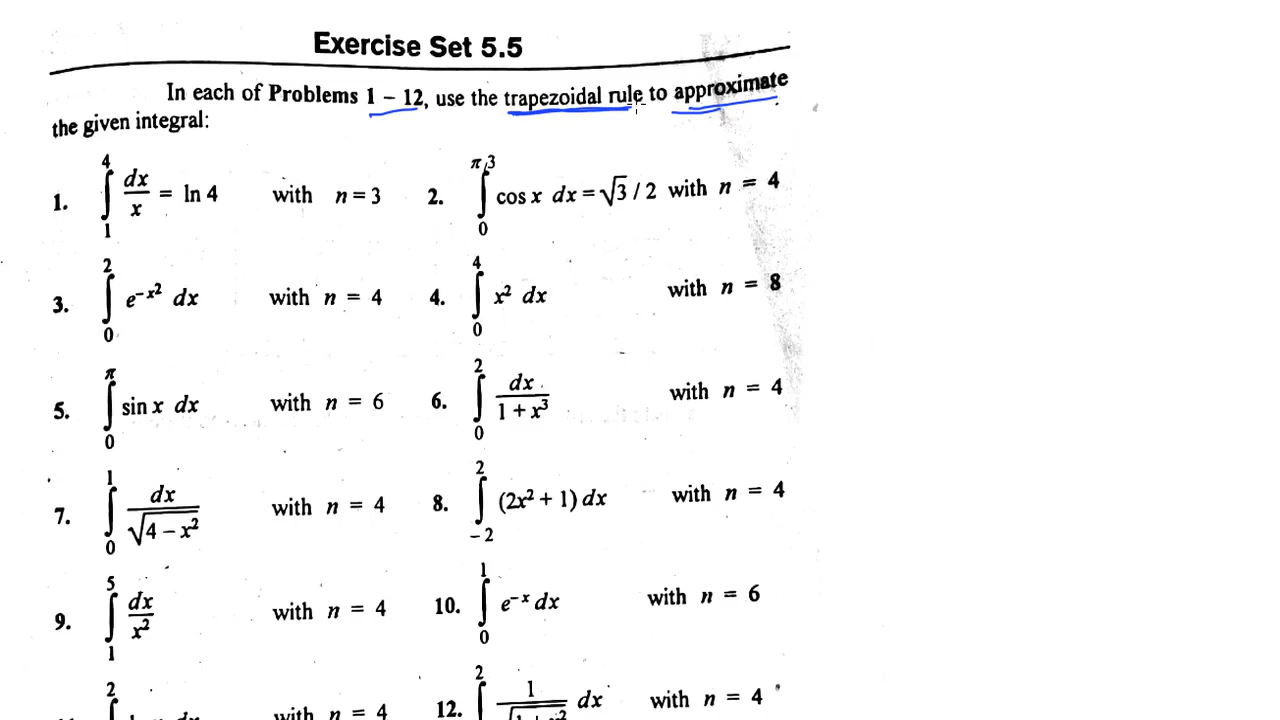 Exercise Set 5.5
In each of Problems 1 – 12, use the trapezoidal rule to approximate
the given integral:
1. ∫₁⁴ dx/x = ln 4 with n = 3 2. ∫₀^π/3 cos x dx = √3 / 2 with n = 4
3. ∫₀² e^-x² dx with n = 4 4. ∫₀⁴ x² dx with n = 8
5. ∫₀^π sin x dx with n = 6 6. ∫₀² dx/(1 + x³) with n = 4
7. ∫₀¹ dx/√(4 – x²) with n = 4 8. ∫₋₂² (2x² + 1) dx with n = 4
9. ∫₁⁵ dx/x² with n = 4 10. ∫₀¹ e^-x dx with n = 6
2 with n = 4 12. ∫² 1 dx with n = 4